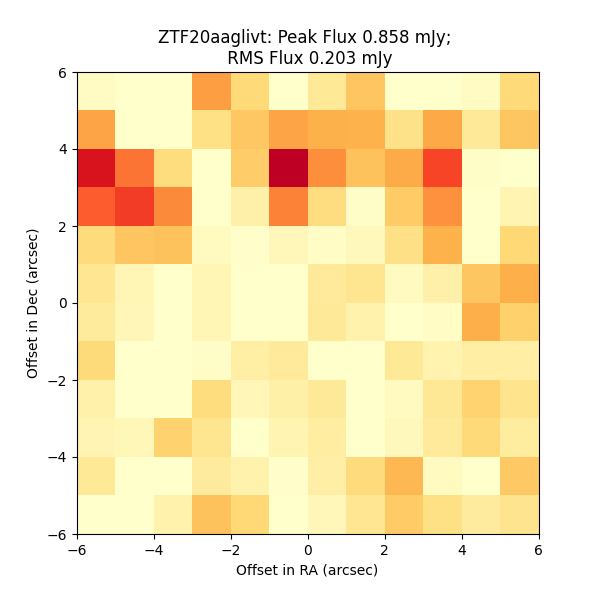 ZTF20aaglivt: Peak Flux 0.858 mJy;
RMS Flux 0.203 mJy
6
4
2
0
−2
−4
−6
Offset in Dec (arcsec)
−6 −4 −2 0 2 4 6
Offset in RA (arcsec)